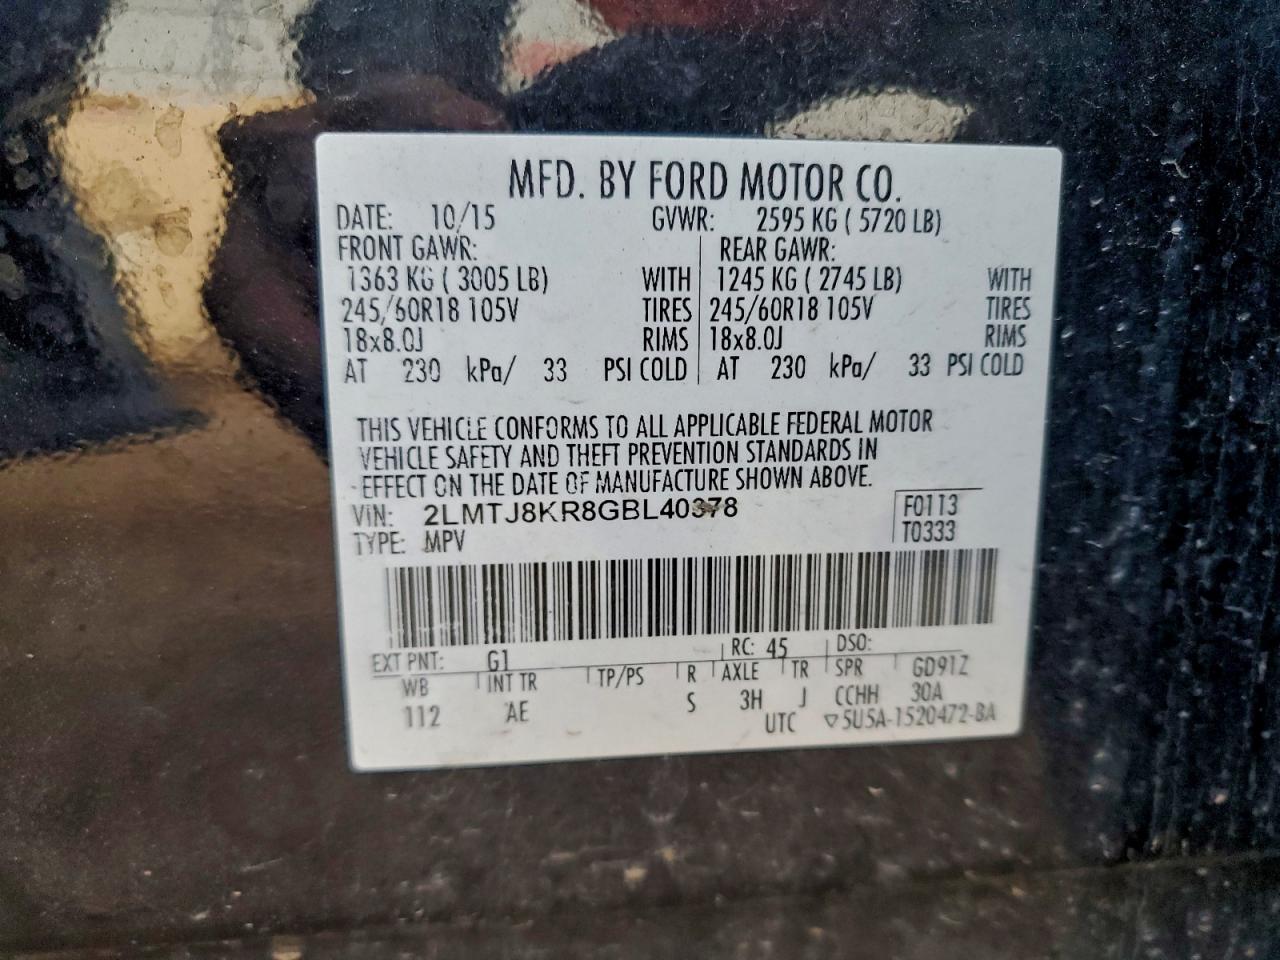 MFD. BY FORD MOTOR CO.
DATE: 10/15 GVWR: 2595 KG ( 5720 LB)
FRONT GAWR: REAR GAWR:
1363 KG ( 3005 LB) WITH 1245 KG ( 2745 LB) WITH
245/60R18 105V TIRES 245/60R18 105V TIRES
18x8.0J RIMS 18x8.0J RIMS
AT 230 kPa/ 33 PSI COLD AT 230 kPa/ 33 PSI COLD
THIS VEHICLE CONFORMS TO ALL APPLICABLE FEDERAL MOTOR
VEHICLE SAFETY AND THEFT PREVENTION STANDARDS IN
EFFECT ON THE DATE OF MANUFACTURE SHOWN ABOVE.
VIN: 2LMTJ8KR8GBL40378 F0113
TYPE: MPV T0333
EXT PNT: G1 RC: 45 DSO:
WB INT TR TP/PS R AXLE TR SPR GD91Z
112 AE S 3H J CCHH 30A
UTC ▽5U5A-1520472-BA